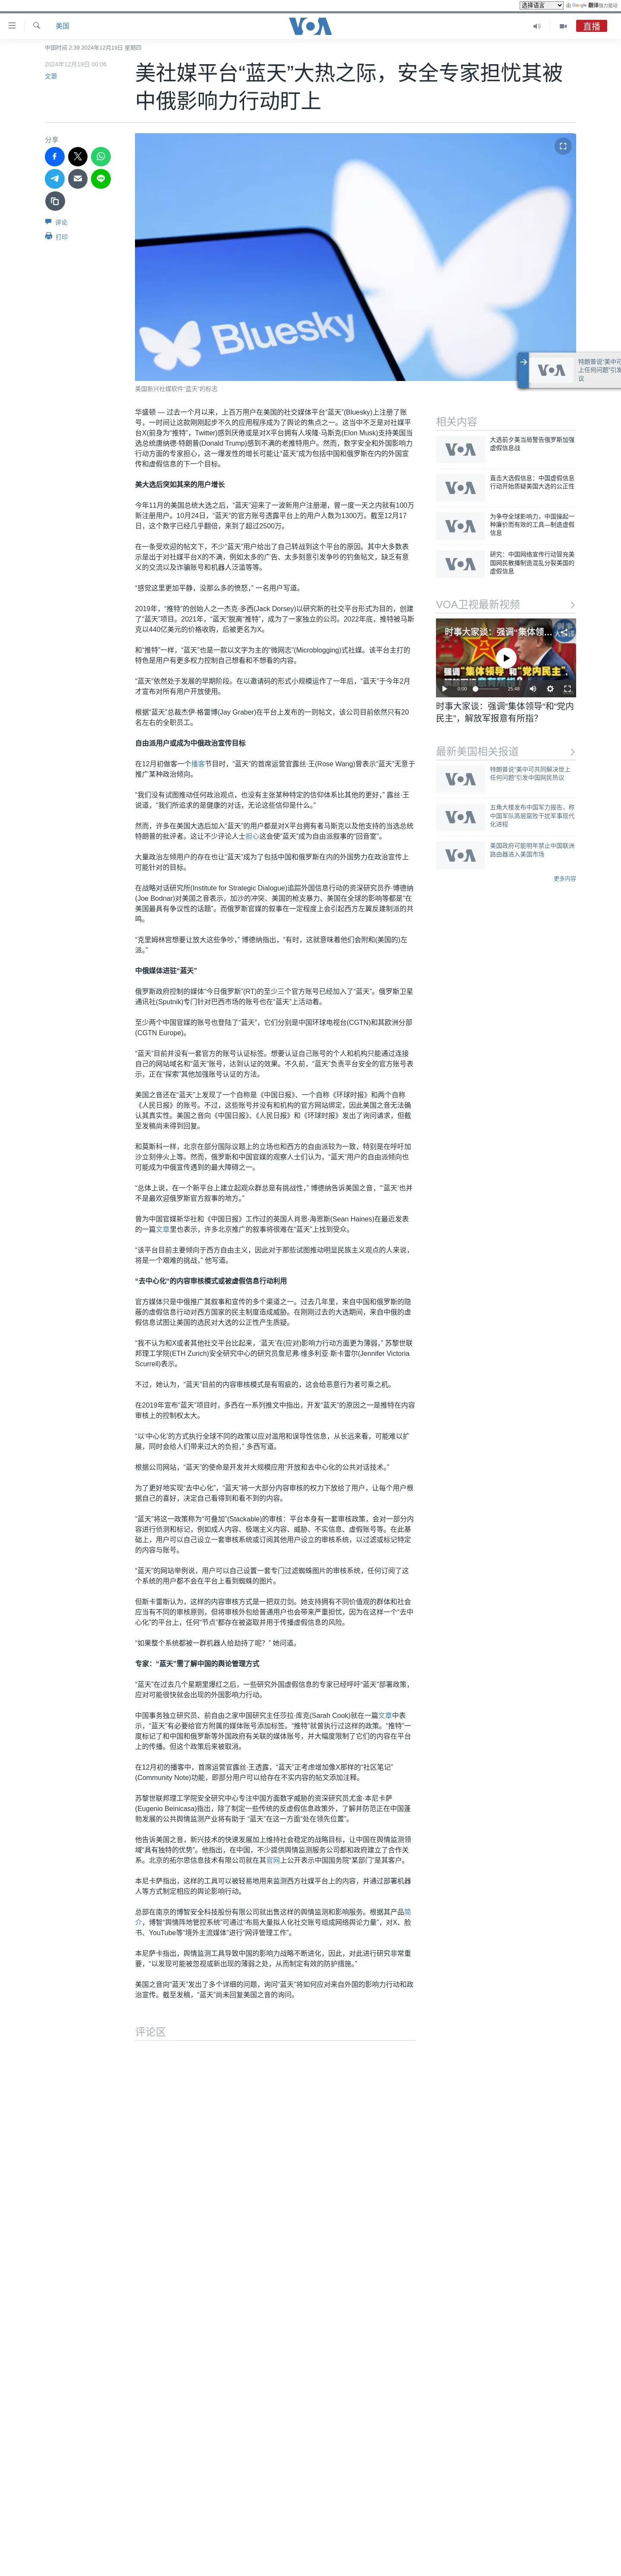 选择语言
由 Google 翻译强力驱动
美国
VOA
直播
中国时间 2:39 2024年12月19日 星期四
2024年12月19日 00:06
文灏
美社媒平台“蓝天”大热之际，安全专家担忧其被
中俄影响力行动盯上
分享
评论
打印
Bluesky
美国新兴社媒软件“蓝天”的标志
特朗普说“美中可
上任何问题”引发
议
华盛顿 — 过去一个月以来，上百万用户在美国的社交媒体平台“蓝天”(Bluesky)上注册了账
号，一时间让这款刚刚起步不久的应用程序成为了舆论的焦点之一。这当中不乏是对社媒平
台X(前身为“推特”，Twitter)感到厌倦或是对X平台拥有人埃隆·马斯克(Elon Musk)支持美国当
选总统唐纳德·特朗普(Donald Trump)感到不满的老推特用户。然而，数字安全和外国影响力
行动方面的专家担心，这一爆发性的增长可能让“蓝天”成为包括中国和俄罗斯在内的外国宣
传和虚假信息的下一个目标。
美大选后突如其来的用户增长
今年11月的美国总统大选之后，“蓝天”迎来了一波新用户注册潮，曾一度一天之内就有100万
新注册用户。10月24日，“蓝天”的官方账号透露平台上的用户人数为1300万。截至12月17
日，这个数字已经几乎翻倍，来到了超过2500万。
在一条受欢迎的帖文下，不少“蓝天”用户给出了自己转战到这个平台的原因。其中大多数表
示是出于对社媒平台X的不满，例如太多的广告、太多刻意引发争吵的钓鱼帖文，缺乏有意
义的交流以及诈骗账号和机器人泛滥等等。
“感觉这里更加平静，没那么多的愤怒，” 一名用户写道。
2019年，“推特”的创始人之一杰克·多西(Jack Dorsey)以研究新的社交平台形式为目的，创建
了“蓝天”项目。2021年，“蓝天”脱离“推特”，成为了一家独立的公司。2022年底，推特被马斯
克以440亿美元的价格收购，后被更名为X。
和“推特”一样，“蓝天”也是一款以文字为主的“微网志”(Microblogging)式社媒。该平台主打的
特色是用户有更多权力控制自己想看和不想看的内容。
“蓝天”依然处于发展的早期阶段。在以邀请码的形式小规模运作了一年后，“蓝天”于今年2月
才宣布对所有用户开放使用。
根据“蓝天”总裁杰伊·格雷博(Jay Graber)在平台上发布的一则帖文，该公司目前依然只有20
名左右的全职员工。
自由派用户或成为中俄政治宣传目标
在12月初做客一个播客节目时，“蓝天”的首席运营官露丝·王(Rose Wang)曾表示“蓝天”无意于
推广某种政治倾向。
“我们没有试图推动任何政治观点，也没有主张某种特定的信仰体系比其他的更好，” 露丝·王
说道，“我们所追求的是健康的对话，无论这些信仰是什么。”
然而，许多在美国大选后加入“蓝天”的用户都是对X平台拥有者马斯克以及他支持的当选总统
特朗普的批评者。这让不少评论人士担心这会使“蓝天”成为自由派叙事的“回音室”。
大量政治左倾用户的存在也让“蓝天”成为了包括中国和俄罗斯在内的外国势力在政治宣传上
可能针对的目标。
在战略对话研究所(Institute for Strategic Dialogue)追踪外国信息行动的资深研究员乔·博德纳
(Joe Bodnar)对美国之音表示，加沙的冲突、美国的枪支暴力、美国在全球的影响等都是“在
美国最具有争议性的话题”。而俄罗斯官媒的叙事在一定程度上会引起西方左翼反建制派的共
鸣。
“克里姆林宫想要让放大这些争吵，” 博德纳指出，“有时，这就意味着他们会附和(美国的)左
派。”
中俄媒体进驻“蓝天”
俄罗斯政府控制的媒体“今日俄罗斯”(RT)的至少三个官方账号已经加入了“蓝天”。俄罗斯卫星
通讯社(Sputnik)专门针对巴西市场的账号也在“蓝天”上活动着。
至少两个中国官媒的账号也登陆了“蓝天”，它们分别是中国环球电视台(CGTN)和其欧洲分部
(CGTN Europe)。
“蓝天”目前并没有一套官方的账号认证标签。想要认证自己账号的个人和机构只能通过连接
自己的网站域名和“蓝天”账号，达到认证的效果。不久前，“蓝天”负责平台安全的官方账号表
示，正在“探索”其他加强账号认证的方法。
美国之音还在“蓝天”上发现了一个自称是《中国日报》、一个自称《环球时报》和两个自称
《人民日报》的账号。不过，这些账号并没有和机构的官方网站绑定，因此美国之音无法确
认其真实性。美国之音向《中国日报》、《人民日报》和《环球时报》发出了询问请求，但截
至发稿尚未得到回复。
和莫斯科一样，北京在部分国际议题上的立场也和西方的自由派较为一致，特别是在呼吁加
沙立刻停火上等。然而，俄罗斯和中国官媒的观察人士们认为，“蓝天”用户的自由派倾向也
可能成为中俄宣传遇到的最大障碍之一。
“总体上说，在一个新平台上建立起观众群总是有挑战性，” 博德纳告诉美国之音，“‘蓝天’也并
不是最欢迎俄罗斯官方叙事的地方。”
曾为中国官媒新华社和《中国日报》工作过的英国人肖恩·海恩斯(Sean Haines)在最近发表
的一篇文章里也表示，许多北京推广的叙事将很难在“蓝天”上找到受众。
“该平台目前主要倾向于西方自由主义，因此对于那些试图推动明显民族主义观点的人来说，
将是一个艰难的挑战，” 他写道。
“去中心化”的内容审核模式或被虚假信息行动利用
官方媒体只是中俄推广其叙事和宣传的多个渠道之一。过去几年里，来自中国和俄罗斯的隐
蔽的虚假信息行动对西方国家的民主制度造成威胁。在刚刚过去的大选期间，来自中俄的虚
假信息试图让美国的选民对大选的公正性产生质疑。
“我不认为和X或者其他社交平台比起来，‘蓝天’在(应对)影响力行动方面更为薄弱，” 苏黎世联
邦理工学院(ETH Zurich)安全研究中心的研究员詹尼弗·维多利亚·斯卡雷尔(Jennifer Victoria
Scurrell)表示。
不过，她认为，“蓝天”目前的内容审核模式是有瑕疵的，这会给恶意行为者可乘之机。
在2019年宣布“蓝天”项目时，多西在一系列推文中指出，开发“蓝天”的原因之一是推特在内容
审核上的控制权太大。
“以‘中心化’的方式执行全球不同的政策以应对滥用和误导性信息，从长远来看，可能难以扩
展，同时会给人们带来过大的负担，” 多西写道。
根据公司网站，“蓝天”的使命是开发并大规模应用“开放和去中心化的公共对话技术。”
为了更好地实现“去中心化”，“蓝天”将一大部分内容审核的权力下放给了用户，让每个用户根
据自己的喜好，决定自己看得到和看不到的内容。
“蓝天”将这一政策称为“可叠加”(Stackable)的审核：平台本身有一套审核政策，会对一部分内
容进行侦测和标记，例如成人内容、极端主义内容、威胁、不实信息、虚假账号等。在此基
础上，用户可以自己设立一套审核系统或订阅其他用户设立的审核系统，以过滤或标记特定
的内容与账号。
“蓝天”的网站举例说，用户可以自己设置一套专门过滤蜘蛛图片的审核系统，任何订阅了这
个系统的用户都不会在平台上看到蜘蛛的图片。
但斯卡雷斯认为，这样的内容审核方式是一把双刃剑。她支持拥有不同价值观的群体和社会
应当有不同的审核原则，但将审核外包给普通用户也会带来严重担忧，因为在这样一个“去中
心化”的平台上，任何“节点”都存在被盗取并用于传播虚假信息的风险。
“如果整个系统都被一群机器人给劫持了呢？” 她问道。
专家：“蓝天”需了解中国的舆论管理方式
“蓝天”在过去几个星期里爆红之后，一些研究外国虚假信息的专家已经呼吁“蓝天”部署政策，
应对可能很快就会出现的外国影响力行动。
中国事务独立研究员、前自由之家中国研究主任莎拉·库克(Sarah Cook)就在一篇文章中表
示，“蓝天”有必要给官方附属的媒体账号添加标签。“推特”就曾执行过这样的政策。“推特”一
度标记了和中国和俄罗斯等外国政府有关联的媒体账号，并大幅度限制了它们的内容在平台
上的传播。但这个政策后来被取消。
在12月初的播客中，首席运营官露丝·王透露，“蓝天”正考虑增加像X那样的“社区笔记”
(Community Note)功能，即部分用户可以给存在不实内容的帖文添加注释。
苏黎世联邦理工学院安全研究中心专注中国方面数字威胁的资深研究员尤金·本尼卡萨
(Eugenio Benicasa)指出，除了制定一些传统的反虚假信息政策外，了解并防范正在中国蓬
勃发展的公共舆情监测产业将有助于 “蓝天”在这一方面“处在领先位置”。
他告诉美国之音，新兴技术的快速发展加上维持社会稳定的战略目标，让中国在舆情监测领
域“具有独特的优势”。他指出，在中国，不少提供舆情监测服务公司都和政府建立了合作关
系。北京的拓尔思信息技术有限公司就在其官网上公开表示中国国务院“某部门”是其客户。
本尼卡萨指出，这样的工具可以被轻易地用来监测西方社媒平台上的内容，并通过部署机器
人等方式制定相应的舆论影响行动。
总部在南京的博智安全科技股份有限公司就出售这样的舆情监测和影响服务。根据其产品简
介，博智“舆情阵地管控系统”可通过“布局大量拟人化社交账号组成网络舆论力量”，对X、脸
书、YouTube等“境外主流媒体”进行“网评管理工作”。
本尼萨卡指出，舆情监测工具导致中国的影响力战略不断进化，因此，对此进行研究非常重
要，“以发现可能被忽视或新出现的薄弱之处，从而制定有效的防护措施。”
美国之音向“蓝天”发出了多个详细的问题，询问“蓝天”将如何应对来自外国的影响力行动和政
治宣传。截至发稿，“蓝天”尚未回复美国之音的询问。
评论区
相关内容
大选前夕美当局警告俄罗斯加强
虚假信息战
直击大选假信息：中国虚假信息
行动开始质疑美国大选的公正性
为争夺全球影响力，中国操起一
种廉价而有效的工具—制造虚假
信息
研究：中国网络宣传行动冒充美
国网民散播制造混乱分裂美国的
虚假信息
VOA卫视最新视频
时事大家谈：强调“集体领...
强调“集体领导”和“党内民主”,
0:00
25:48
时事大家谈：强调“集体领导”和“党内
民主”，解放军报意有所指？
最新美国相关报道
特朗普说“美中可共同解决世上
任何问题”引发中国网民热议
五角大楼发布中国军力报告，称
中国军队高层腐败干扰军事现代
化进程
美国政府可能明年禁止中国联洲
路由器进入美国市场
更多内容